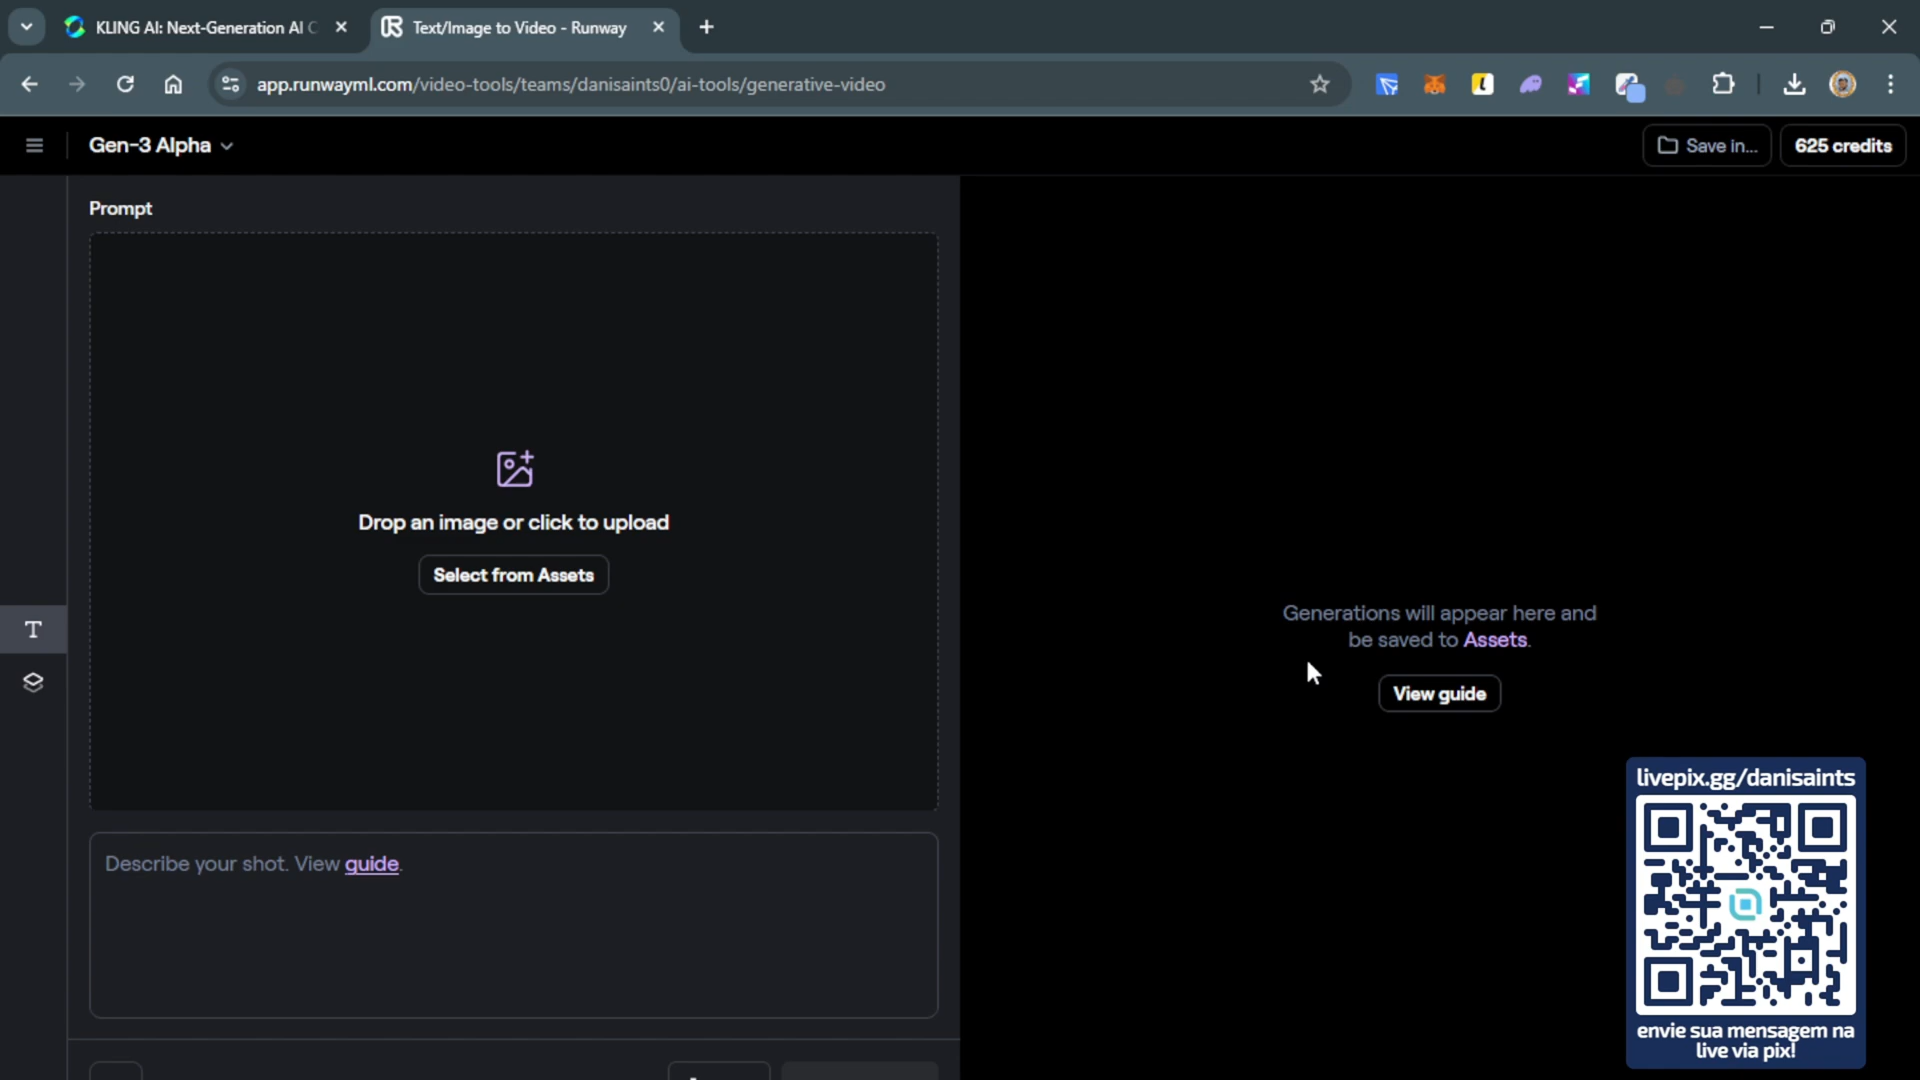 KLING AI: Next-Generation AI C
Text/Image to Video - Runway
app.runwayml.com/video-tools/teams/danisaints0/ai-tools/generative-video
Gen-3 Alpha
Save in...
625 credits
Prompt
Drop an image or click to upload
Select from Assets
T
Generations will appear here and
be saved to Assets.
View guide
Describe your shot. View guide.
livepix.gg/danisaints
envie sua mensagem na
live via pix!